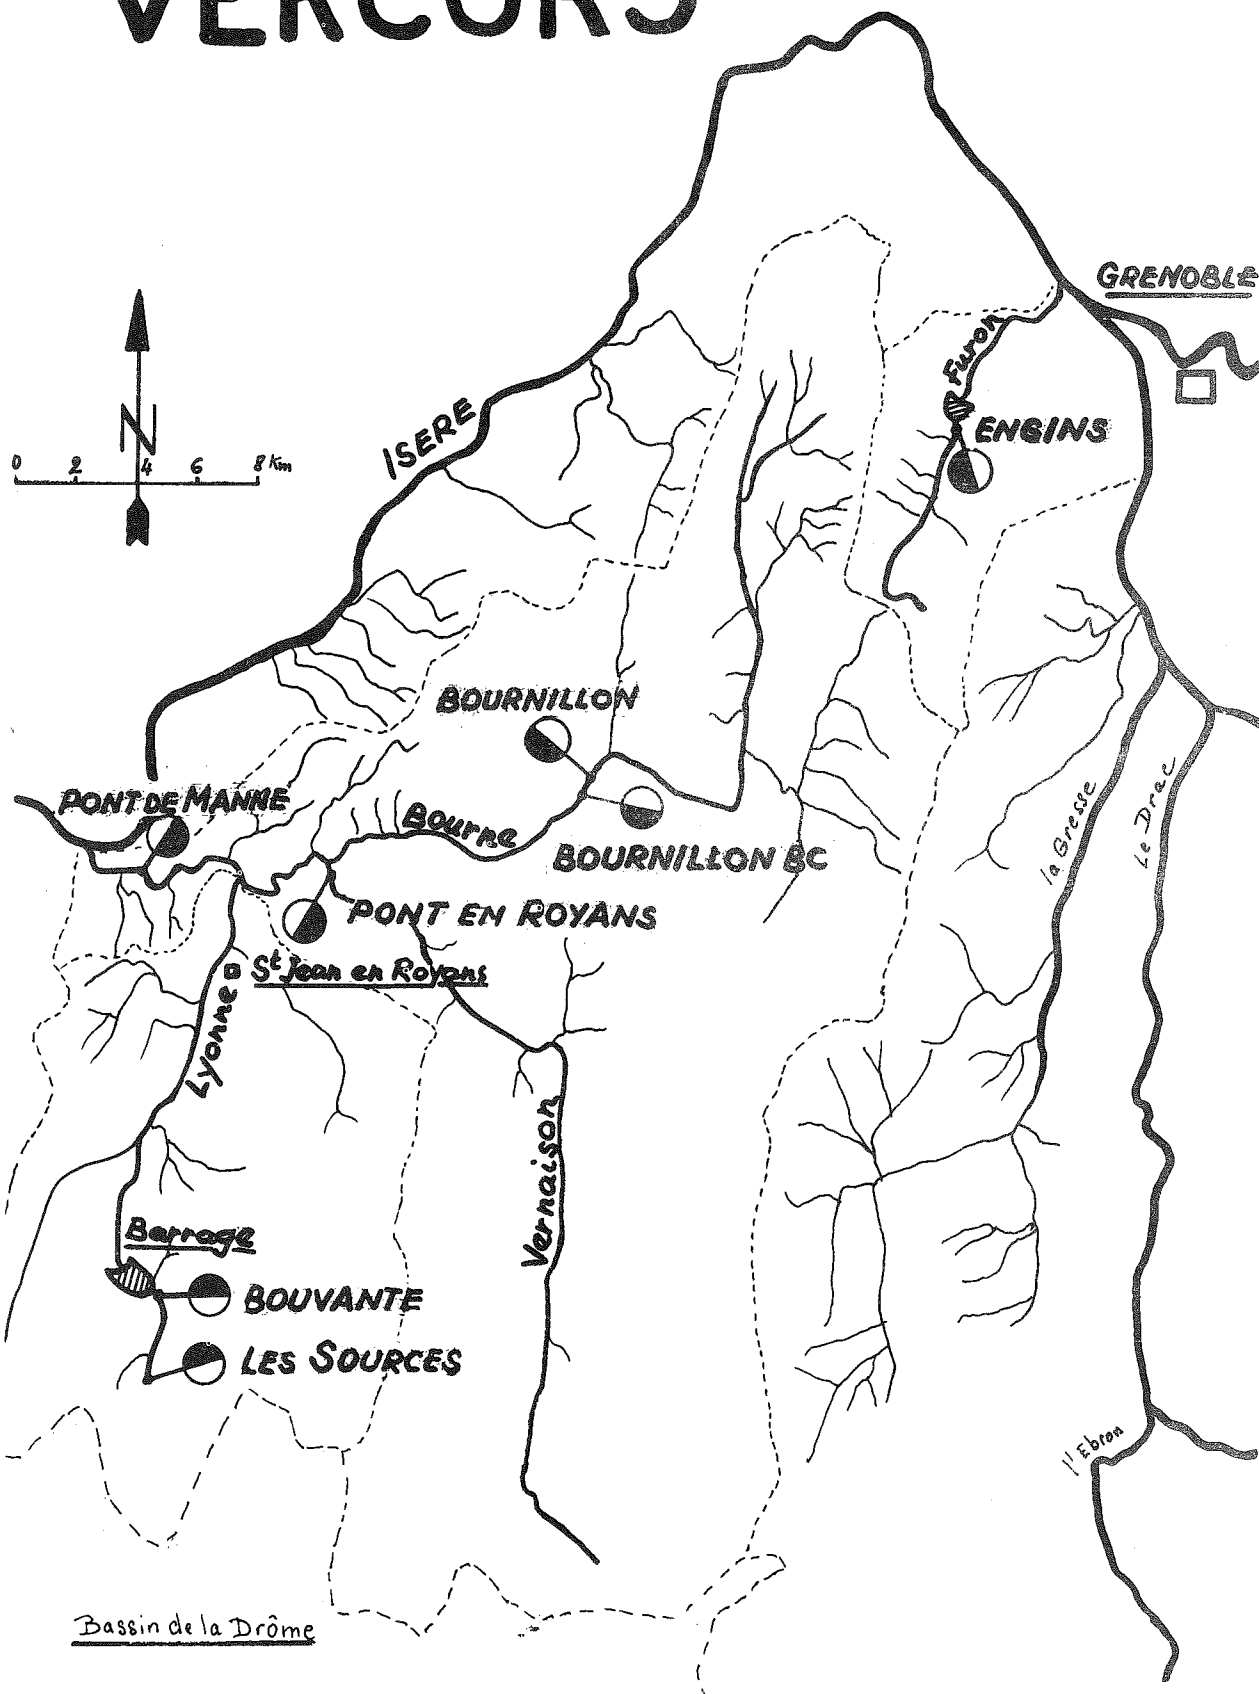 VERCORS
GRENOBLE
Furon
ISERE
ENGINS
N
0 2 4 6 8 Km
BOURNILLON
PONT DE MANNE
Bourne
la Gresse
Le Drac
BOURNILLON BC
PONT EN ROYANS
St Jean en Royans
Lyonne
Vernaison
Barrage
BOUVANTE
LES SOURCES
l'Ebron
Bassin de la Drôme